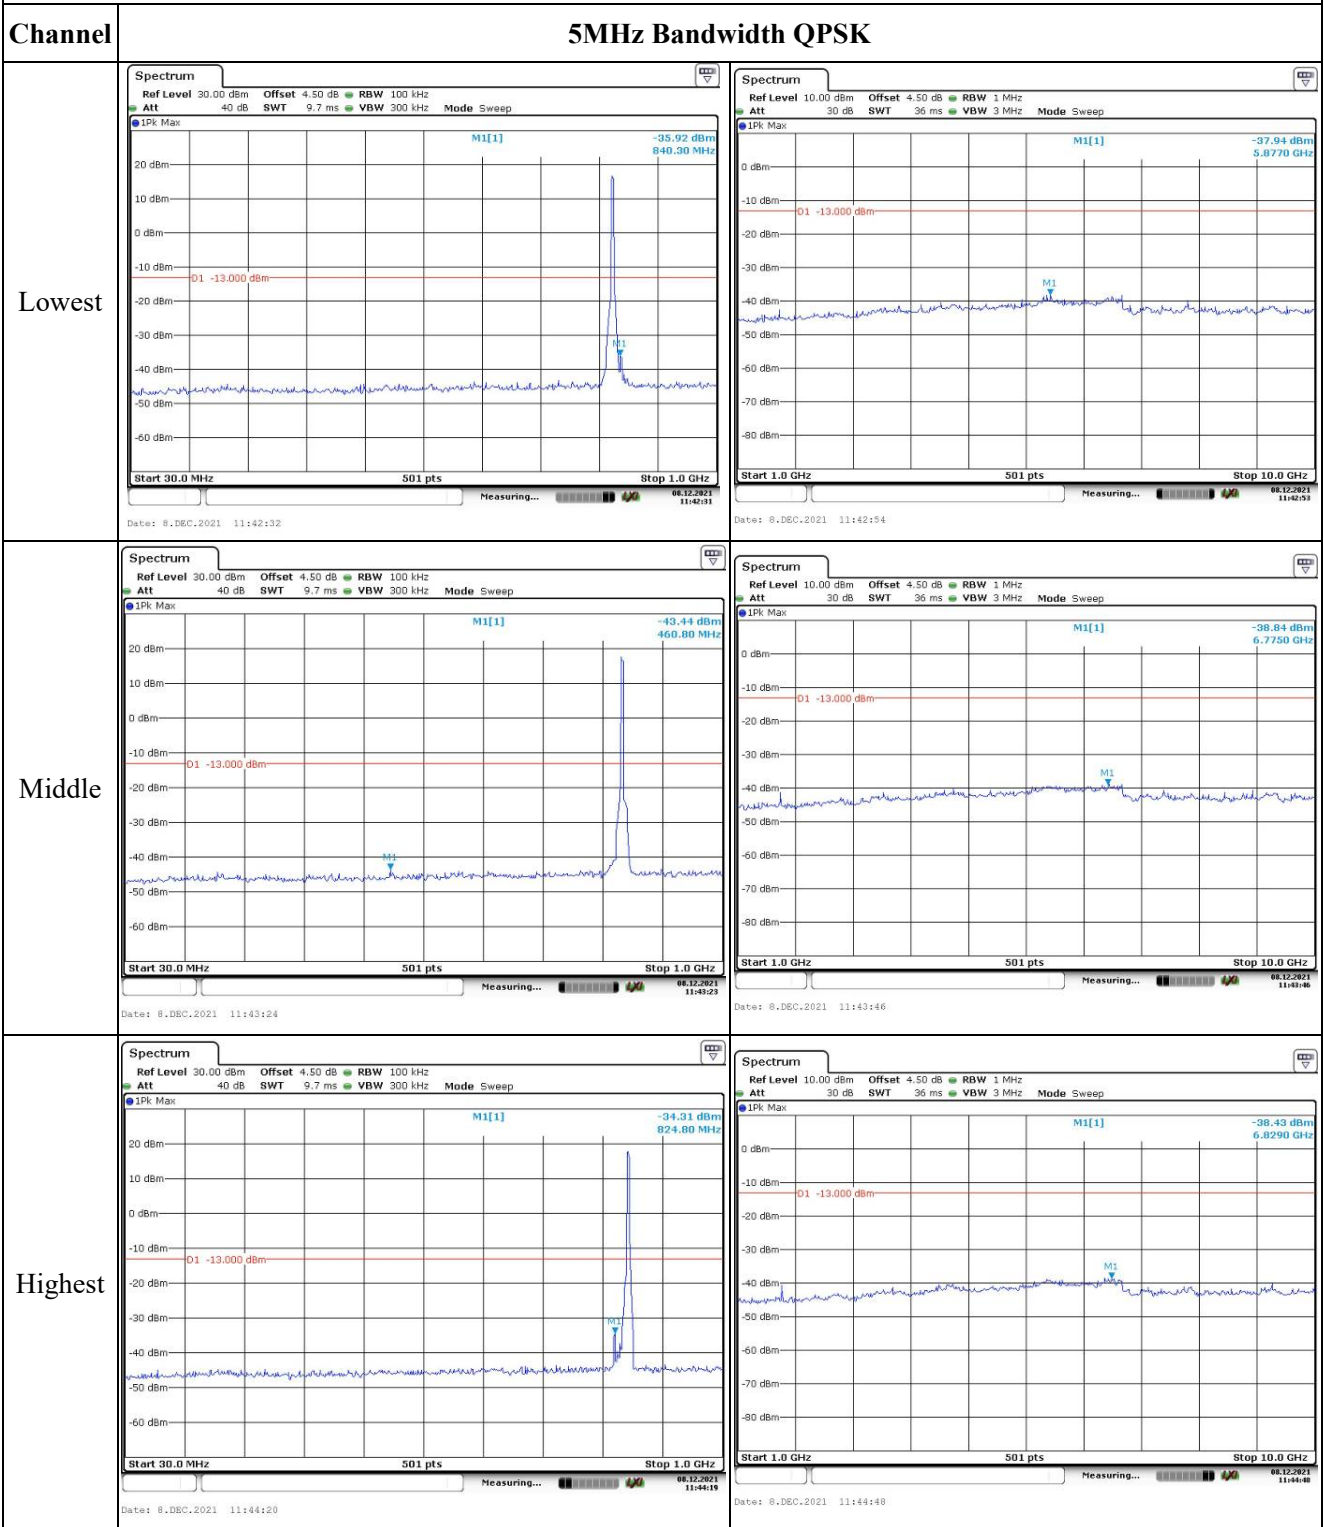 Channel 5MHz Bandwidth QPSK
Lowest
Spectrum
Ref Level 30.00 dBm Offset 4.50 dB RBW 100 kHz
Att 40 dB SWT 9.7 ms VBW 300 kHz Mode Sweep
1Pk Max
M1[1] -35.92 dBm
840.30 MHz
20 dBm
10 dBm
0 dBm
-10 dBm
D1 -13.000 dBm
-20 dBm
-30 dBm
M1
-40 dBm
-50 dBm
-60 dBm
Start 30.0 MHz 501 pts Stop 1.0 GHz
Measuring... 08.12.2021
11:42:31
Date: 8.DEC.2021 11:42:32
Spectrum
Ref Level 10.00 dBm Offset 4.50 dB RBW 1 MHz
Att 30 dB SWT 36 ms VBW 3 MHz Mode Sweep
1Pk Max
M1[1] -37.94 dBm
5.8770 GHz
0 dBm
-10 dBm
D1 -13.000 dBm
-20 dBm
-30 dBm
M1
-40 dBm
-50 dBm
-60 dBm
-70 dBm
-80 dBm
Start 1.0 GHz 501 pts Stop 10.0 GHz
Measuring... 08.12.2021
11:42:53
Date: 8.DEC.2021 11:42:54
Middle
Spectrum
Ref Level 30.00 dBm Offset 4.50 dB RBW 100 kHz
Att 40 dB SWT 9.7 ms VBW 300 kHz Mode Sweep
1Pk Max
M1[1] -43.44 dBm
460.80 MHz
20 dBm
10 dBm
0 dBm
-10 dBm
D1 -13.000 dBm
-20 dBm
-30 dBm
-40 dBm
M1
-50 dBm
-60 dBm
Start 30.0 MHz 501 pts Stop 1.0 GHz
Measuring... 08.12.2021
11:43:23
Date: 8.DEC.2021 11:43:24
Spectrum
Ref Level 10.00 dBm Offset 4.50 dB RBW 1 MHz
Att 30 dB SWT 36 ms VBW 3 MHz Mode Sweep
1Pk Max
M1[1] -38.84 dBm
6.7750 GHz
0 dBm
-10 dBm
D1 -13.000 dBm
-20 dBm
-30 dBm
M1
-40 dBm
-50 dBm
-60 dBm
-70 dBm
-80 dBm
Start 1.0 GHz 501 pts Stop 10.0 GHz
Measuring... 08.12.2021
11:43:46
Date: 8.DEC.2021 11:43:46
Highest
Spectrum
Ref Level 30.00 dBm Offset 4.50 dB RBW 100 kHz
Att 40 dB SWT 9.7 ms VBW 300 kHz Mode Sweep
1Pk Max
M1[1] -34.31 dBm
824.80 MHz
20 dBm
10 dBm
0 dBm
-10 dBm
D1 -13.000 dBm
-20 dBm
-30 dBm
M1
-40 dBm
-50 dBm
-60 dBm
Start 30.0 MHz 501 pts Stop 1.0 GHz
Measuring... 08.12.2021
11:44:19
Date: 8.DEC.2021 11:44:20
Spectrum
Ref Level 10.00 dBm Offset 4.50 dB RBW 1 MHz
Att 30 dB SWT 36 ms VBW 3 MHz Mode Sweep
1Pk Max
M1[1] -38.43 dBm
6.8290 GHz
0 dBm
-10 dBm
D1 -13.000 dBm
-20 dBm
-30 dBm
M1
-40 dBm
-50 dBm
-60 dBm
-70 dBm
-80 dBm
Start 1.0 GHz 501 pts Stop 10.0 GHz
Measuring... 08.12.2021
11:44:48
Date: 8.DEC.2021 11:44:48